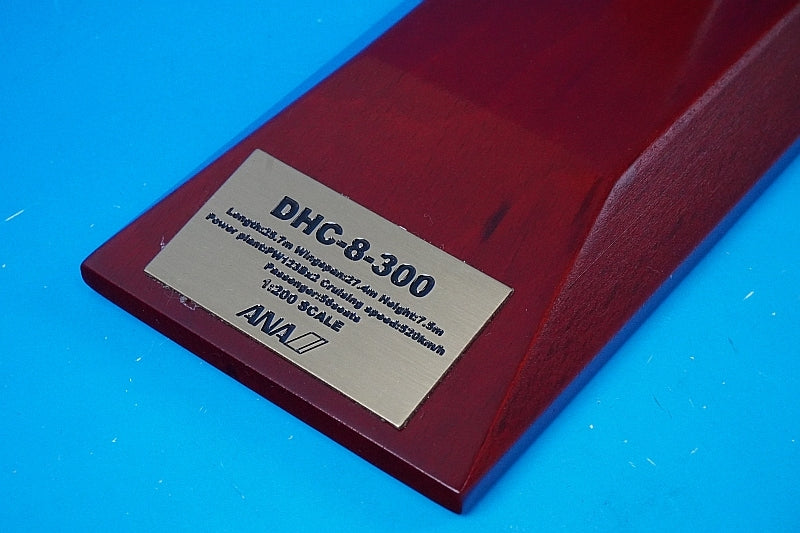 DHC-8-300
Length:25.7m Wingspan:27.4m Height:7.5m
Power plant:PW123Bx2 Cruising speed:520km/h
Passenger:56seats
1:200 SCALE
ANA